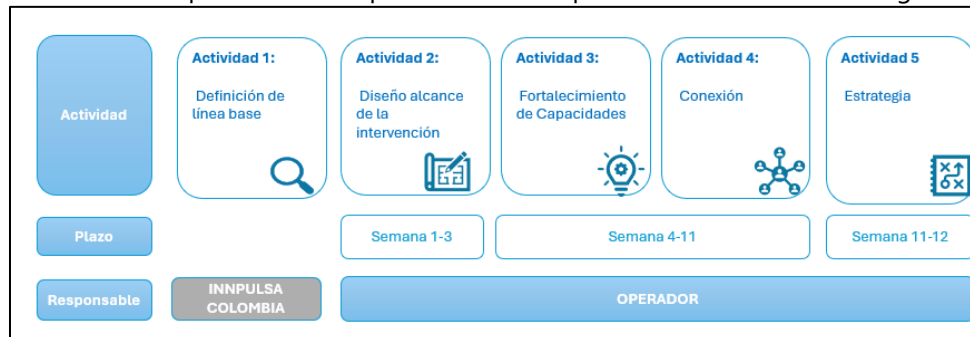 Actividad
Actividad 1:
Definición de
línea base
Actividad 2:
Diseño alcance
de la
intervención
Actividad 3:
Fortalecimiento
de Capacidades
Actividad 4:
Conexión
Actividad 5
Estrategia
Plazo
Semana 1-3
Semana 4-11
Semana 11-12
Responsable
INNPULSA
COLOMBIA
OPERADOR